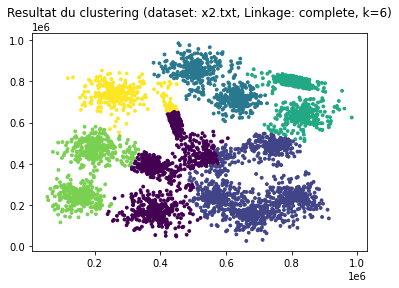 Resultat du clustering (dataset: x2.txt, Linkage: complete, k=6)
1e6
1.0
0.8
0.6
0.4
0.2
0.0
0.2 0.4 0.6 0.8 1.0
1e6